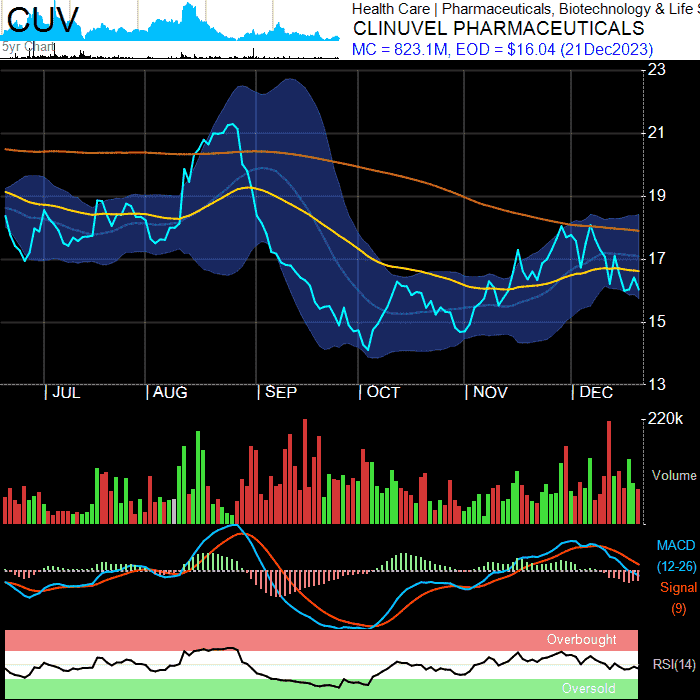 CUV
5yr Chart
Health Care | Pharmaceuticals, Biotechnology & Life S
CLINUVEL PHARMACEUTICALS
MC = 823.1M, EOD = $16.04 (21Dec2023)
23
21
19
17
15
13
| JUL | AUG | SEP | OCT | NOV | DEC
220k
Volume
MACD
(12-26)
Signal
(9)
Overbought
RSI(14)
Oversold